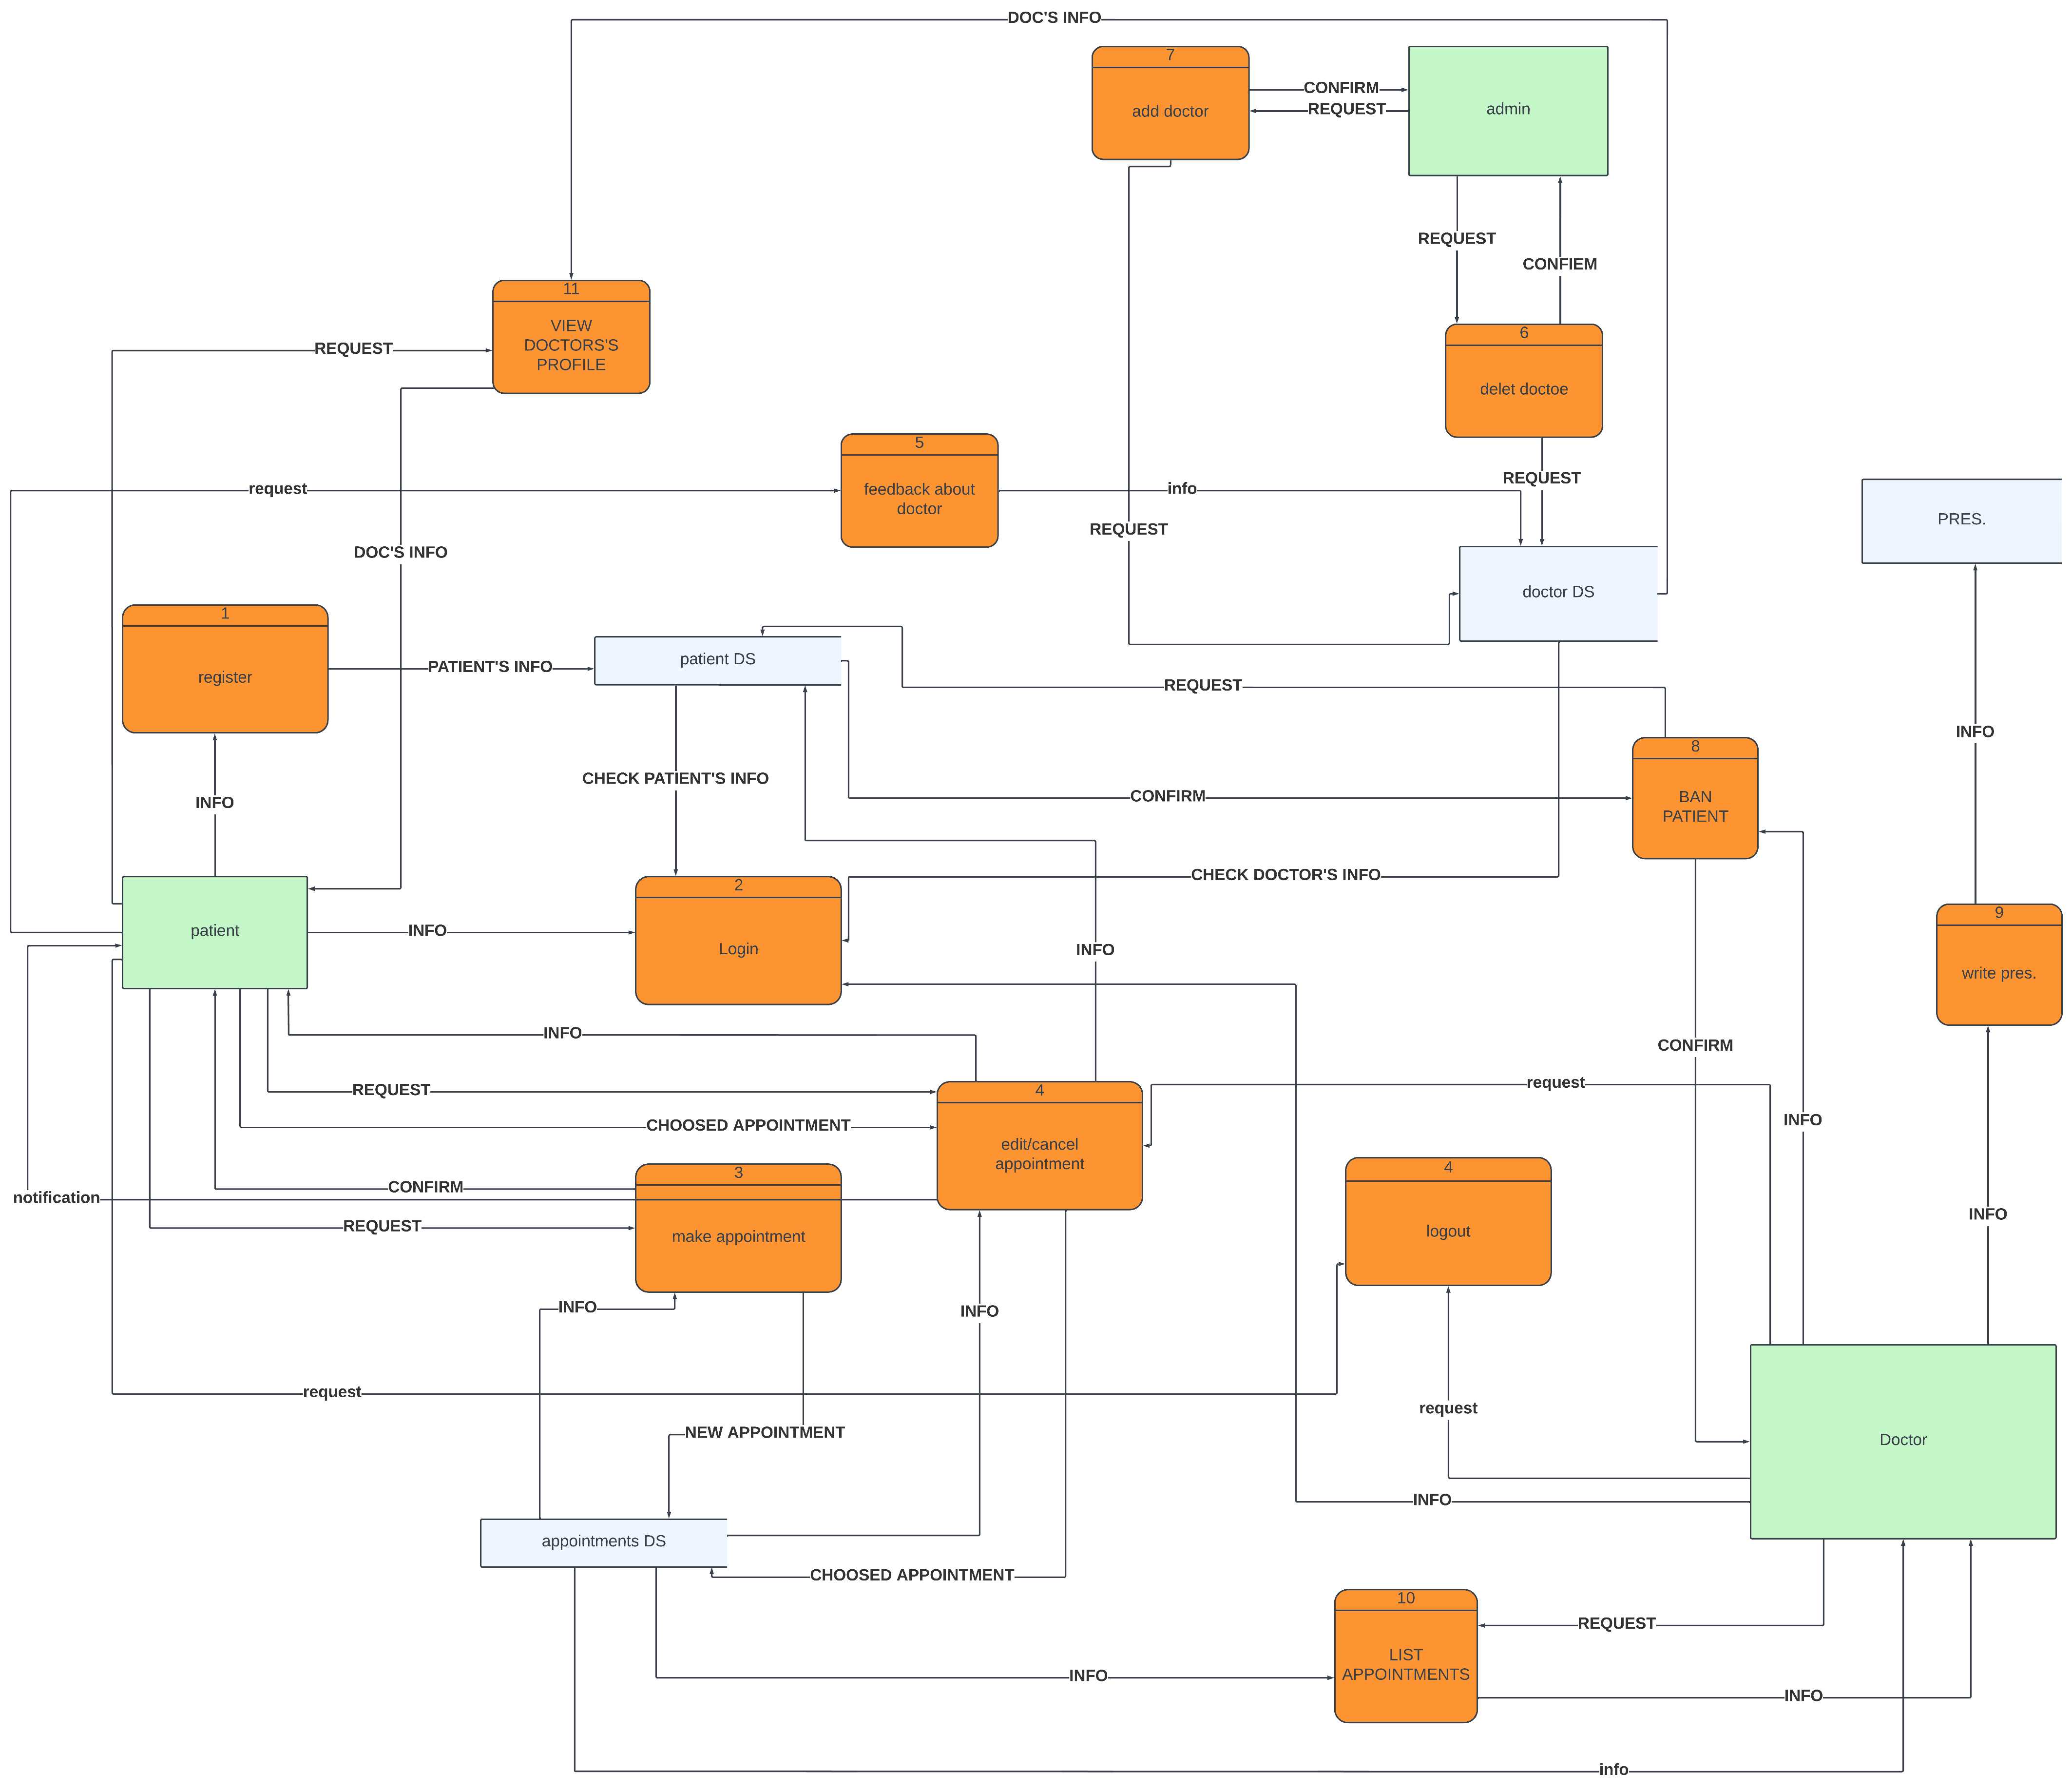 DOC'S INFO
7
add doctor
CONFIRM
REQUEST
admin
REQUEST
CONFIEM
11
VIEW
DOCTORS'S
PROFILE
REQUEST
6
delet doctoe
5
feedback about
doctor
request
info
REQUEST
REQUEST
PRES.
DOC'S INFO
doctor DS
1
register
PATIENT'S INFO
patient DS
REQUEST
INFO
CHECK PATIENT'S INFO
CONFIRM
8
BAN
PATIENT
INFO
CHECK DOCTOR'S INFO
patient
INFO
2
Login
INFO
9
write pres.
INFO
CONFIRM
REQUEST
4
edit/cancel
appointment
request
CHOOSED APPOINTMENT
INFO
CONFIRM
notification
3
make appointment
REQUEST
4
logout
INFO
INFO
INFO
request
request
NEW APPOINTMENT
Doctor
INFO
appointments DS
CHOOSED APPOINTMENT
10
LIST
APPOINTMENTS
REQUEST
INFO
INFO
info